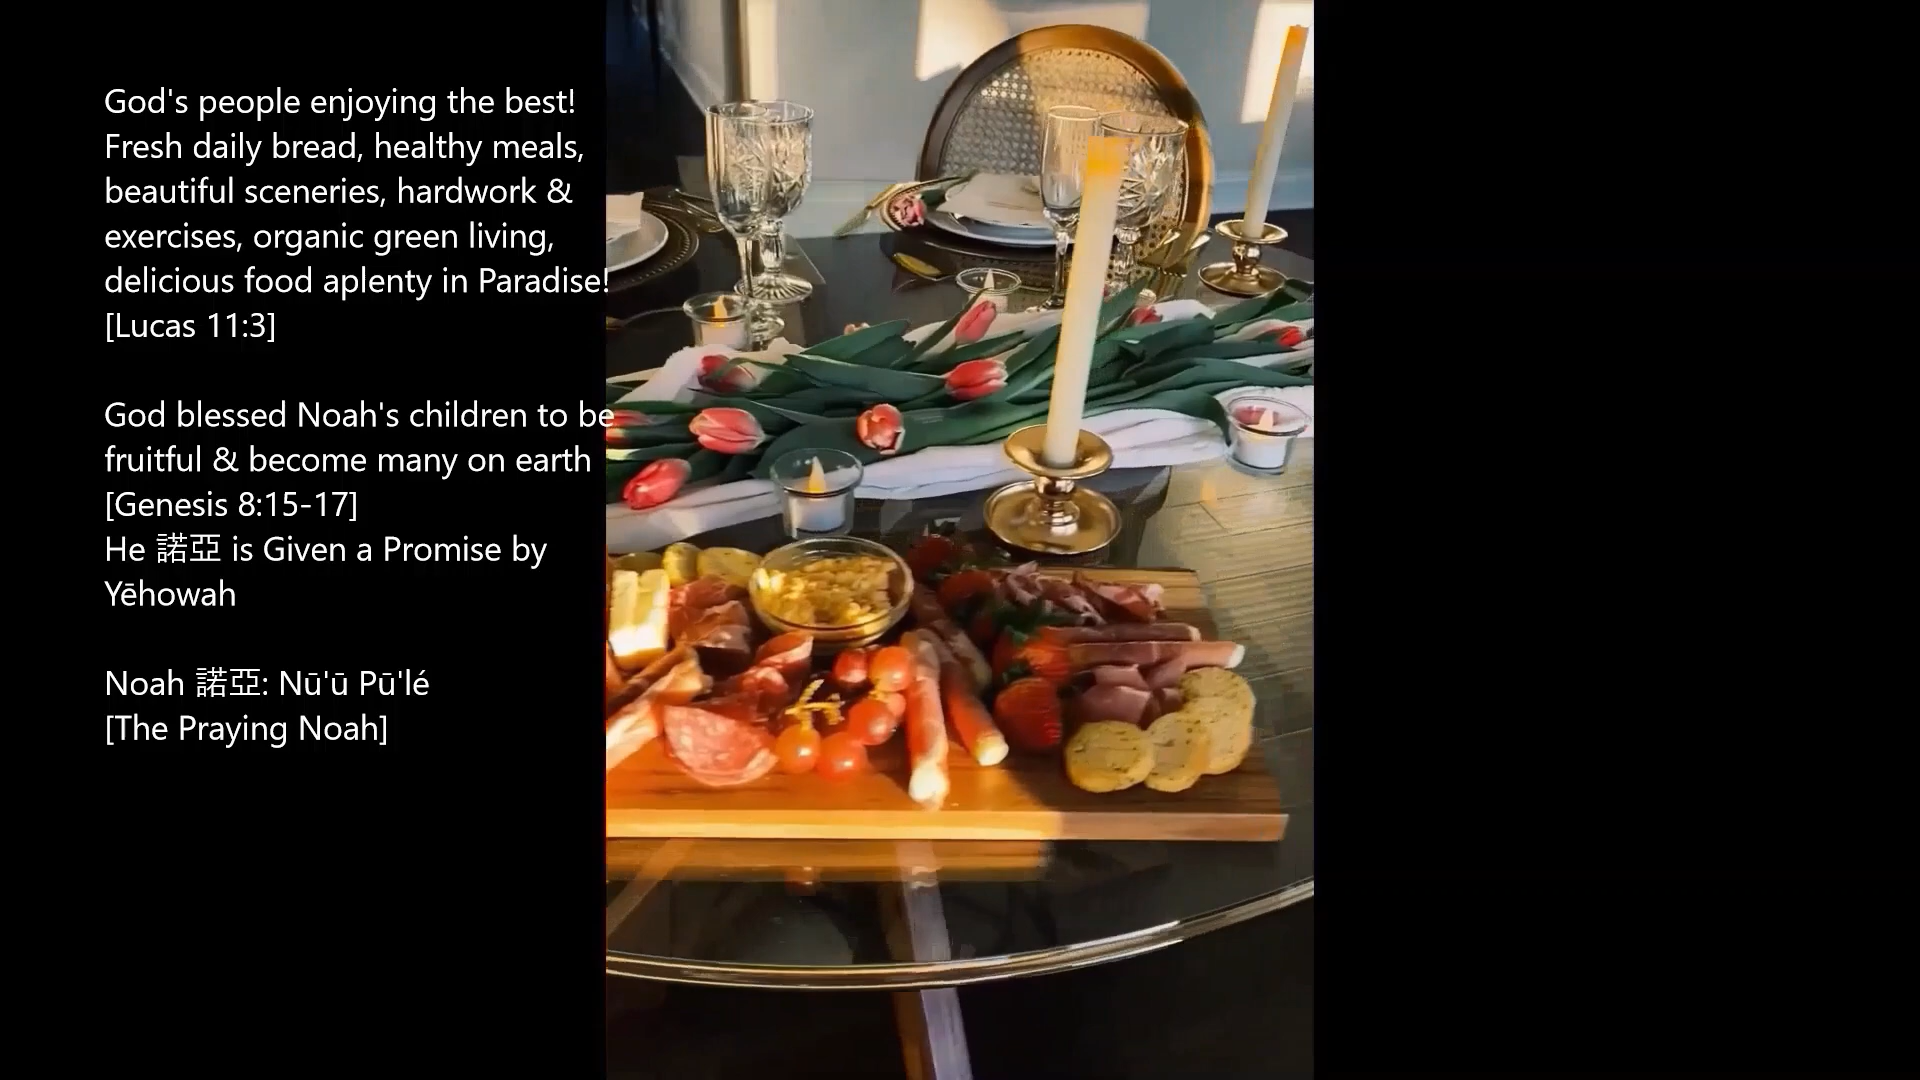 God's people enjoying the best!
Fresh daily bread, healthy meals,
beautiful sceneries, hardwork &
exercises, organic green living,
delicious food aplenty in Paradise!
[Lucas 11:3]
God blessed Noah's children to be
fruitful & become many on earth
[Genesis 8:15-17]
He 諾亞 is Given a Promise by
Yēhowah
Noah 諾亞: Nū'ū Pū'lé
[The Praying Noah]